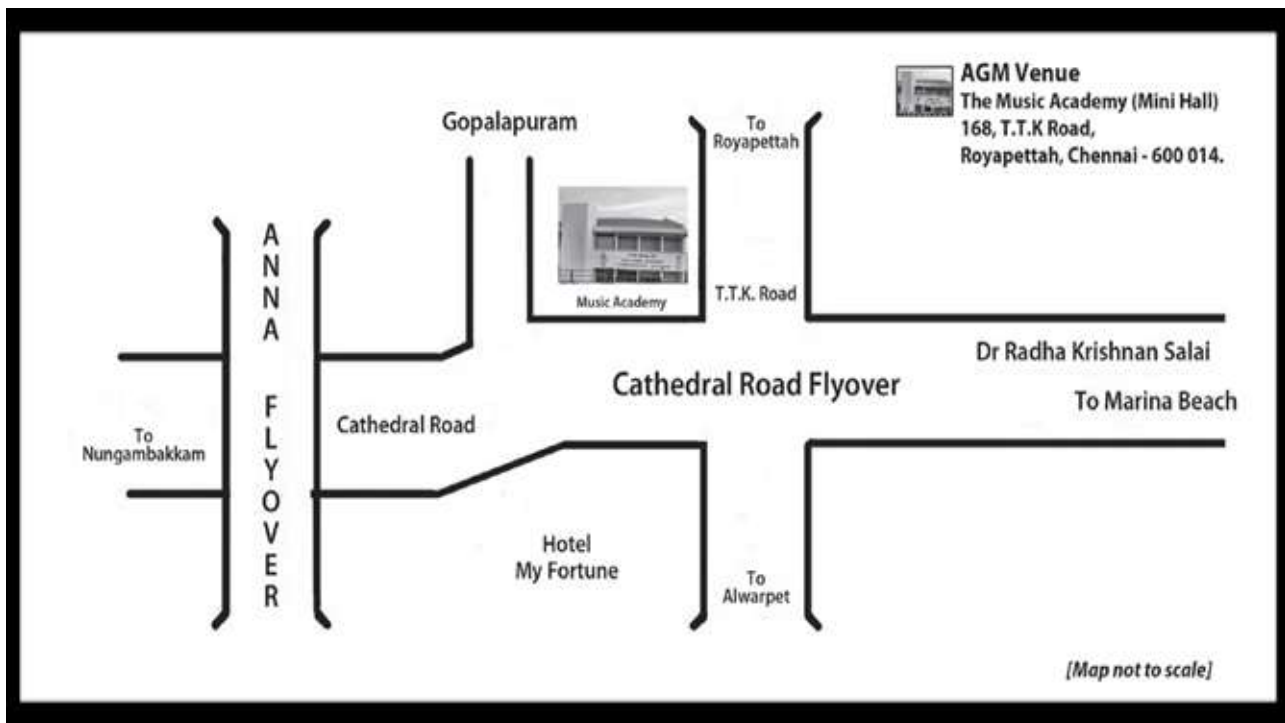 AGM Venue
The Music Academy (Mini Hall)
168, T.T.K Road,
Royapettah, Chennai - 600 014.
Gopalapuram
To
Royapettah
ANNA FLYOVER
Music Academy
T.T.K. Road
Dr Radha Krishnan Salai
Cathedral Road Flyover
To Marina Beach
Cathedral Road
To
Nungambakkam
Hotel
My Fortune
To
Alwarpet
[Map not to scale]